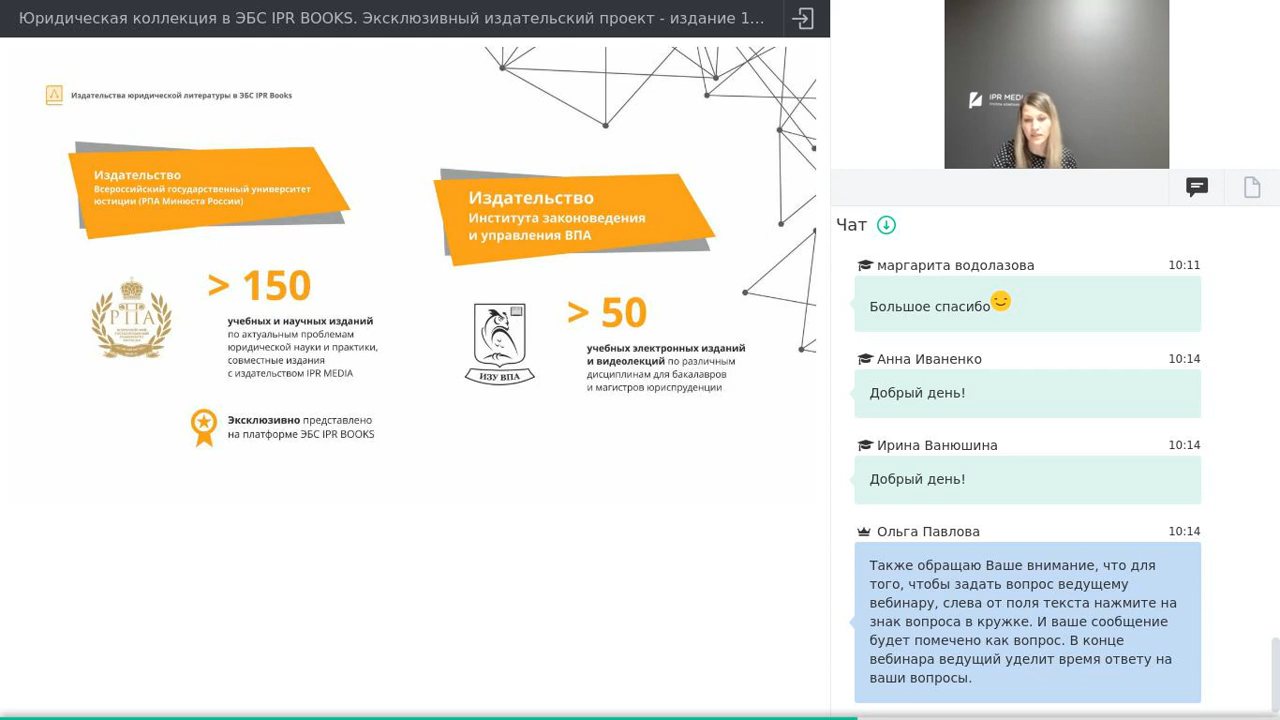 Юридическая коллекция в ЭБС IPR BOOKS. Эксклюзивный издательский проект - издание 1...
Издательства юридической литературы в ЭБС IPR Books
Издательство
Всероссийский государственный университет
юстиции (РПА Минюста России)
> 150
учебных и научных изданий
по актуальным проблемам
юридической науки и практики,
совместные издания
с издательством IPR MEDIA
РПА
Эксклюзивно представлено
на платформе ЭБС IPR BOOKS
Издательство
Института законоведения
и управления ВПА
> 50
учебных электронных изданий
и видеолекций по различным
дисциплинам для бакалавров
и магистров юриспруденции
ИЗУ ВПА
IPR MEDIA
Чат
маргарита водолазова 10:11
Большое спасибо
Анна Иваненко 10:14
Добрый день!
Ирина Ванюшина 10:14
Добрый день!
Ольга Павлова 10:14
Также обращаю Ваше внимание, что для
того, чтобы задать вопрос ведущему
вебинару, слева от поля текста нажмите на
знак вопроса в кружке. И ваше сообщение
будет помечено как вопрос. В конце
вебинара ведущий уделит время ответу на
ваши вопросы.